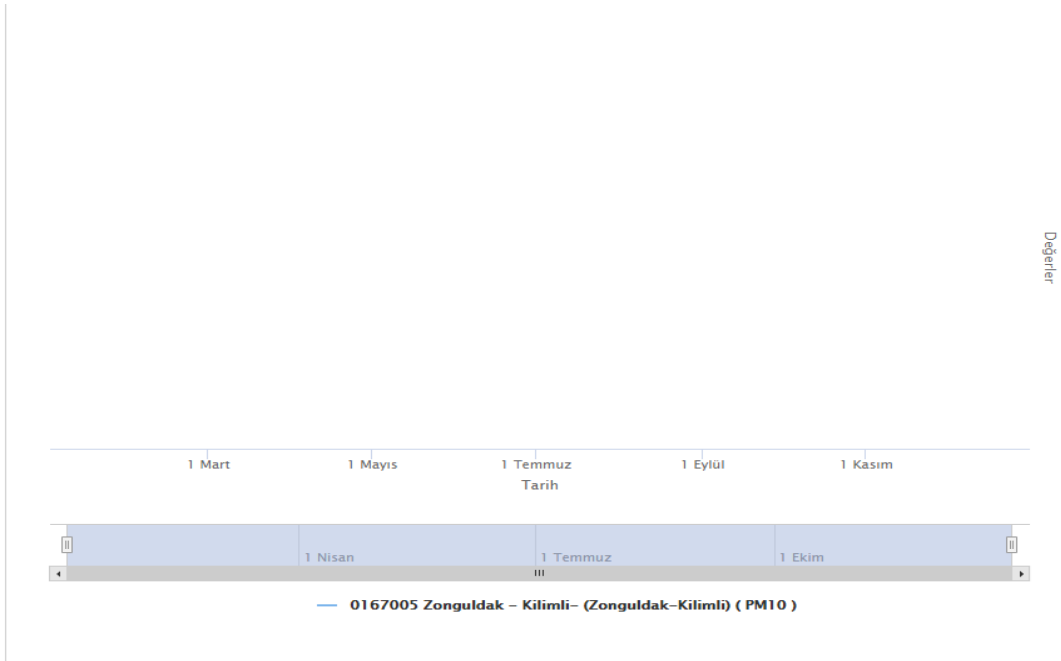 Değerler
1 Mart 1 Mayıs 1 Temmuz 1 Eylül 1 Kasım
Tarih
1 Nisan 1 Temmuz 1 Ekim
0167005 Zonguldak - Kilimli- (Zonguldak-Kilimli) ( PM10 )